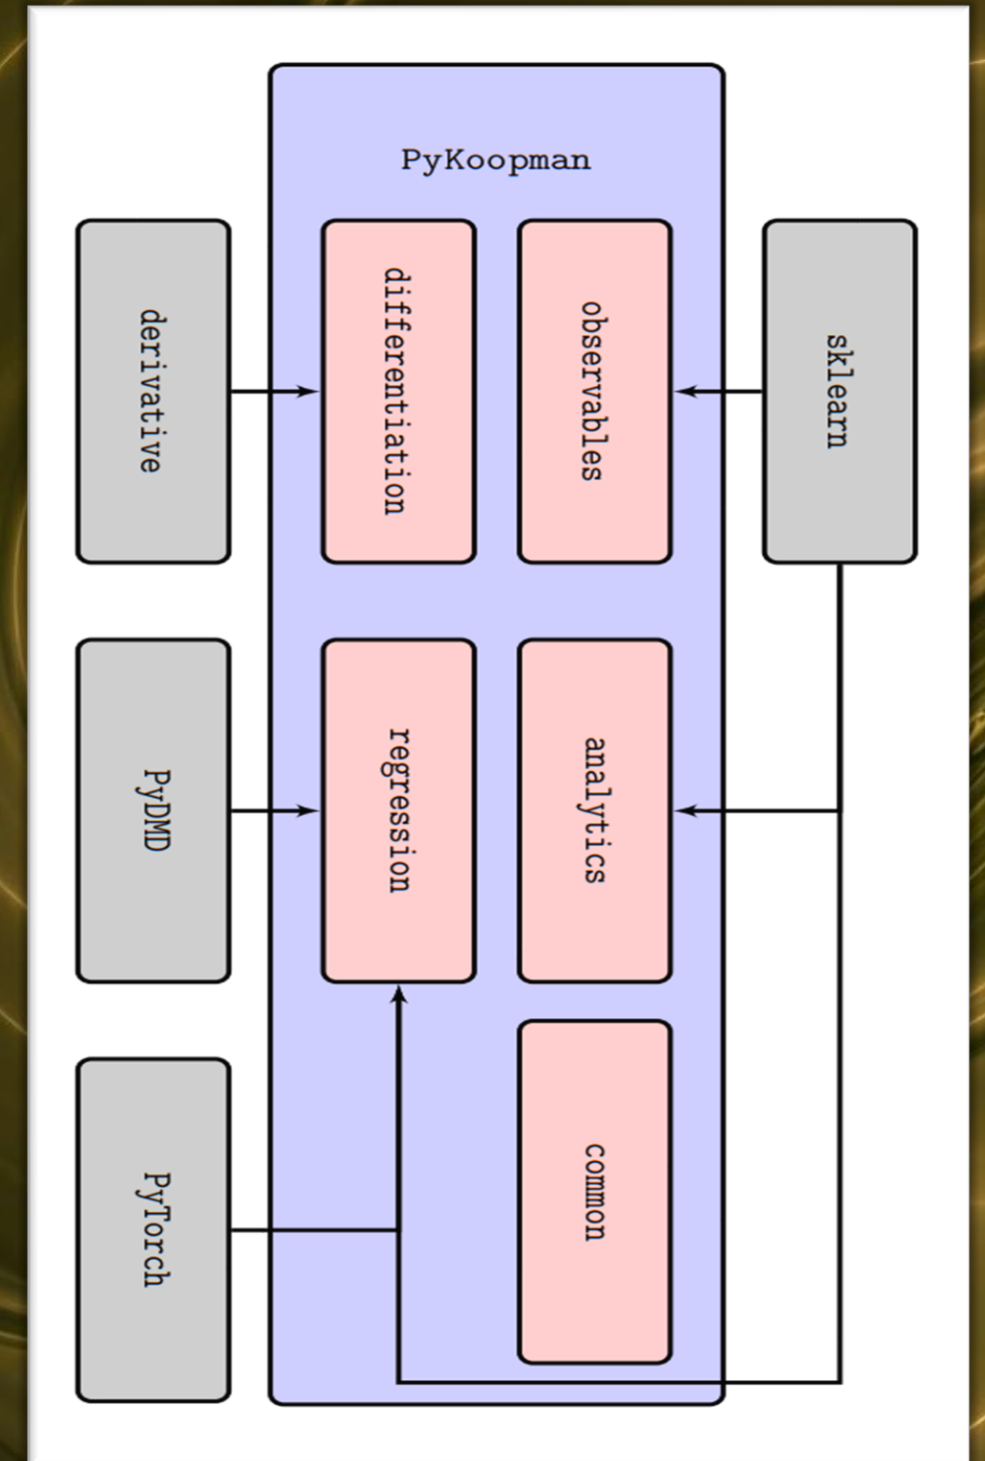 PyKoopman
derivative
differentiation
observables
sklearn
PyDMD
regression
analytics
PyTorch
common